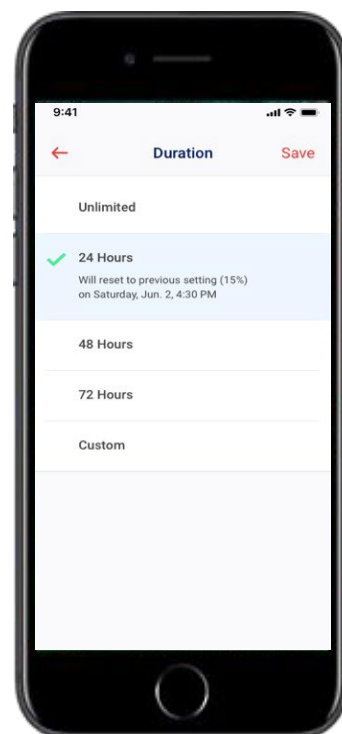 9:41
Duration
Save
Unlimited
24 Hours
Will reset to previous setting (15%)
on Saturday, Jun. 2, 4:30 PM
48 Hours
72 Hours
Custom